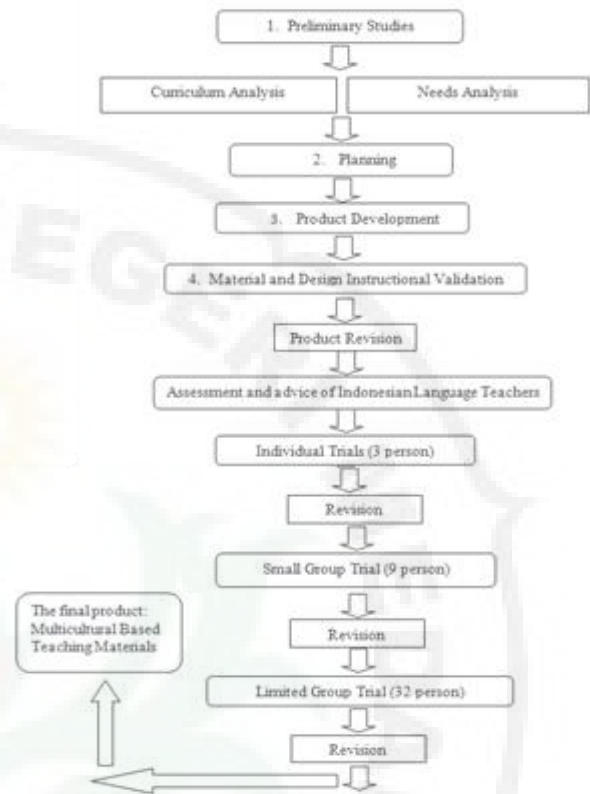 1. Preliminary Studies
Curriculum Analysis
Needs Analysis
2. Planning
3. Product Development
4. Material and Design Instructional Validation
Product Revision
Assessment and advice of Indonesian Language Teachers
Individual Trials (3 person)
Revision
Small Group Trial (9 person)
Revision
Limited Group Trial (32 person)
Revision
The final product:
Multicultural Based
Teaching Materials